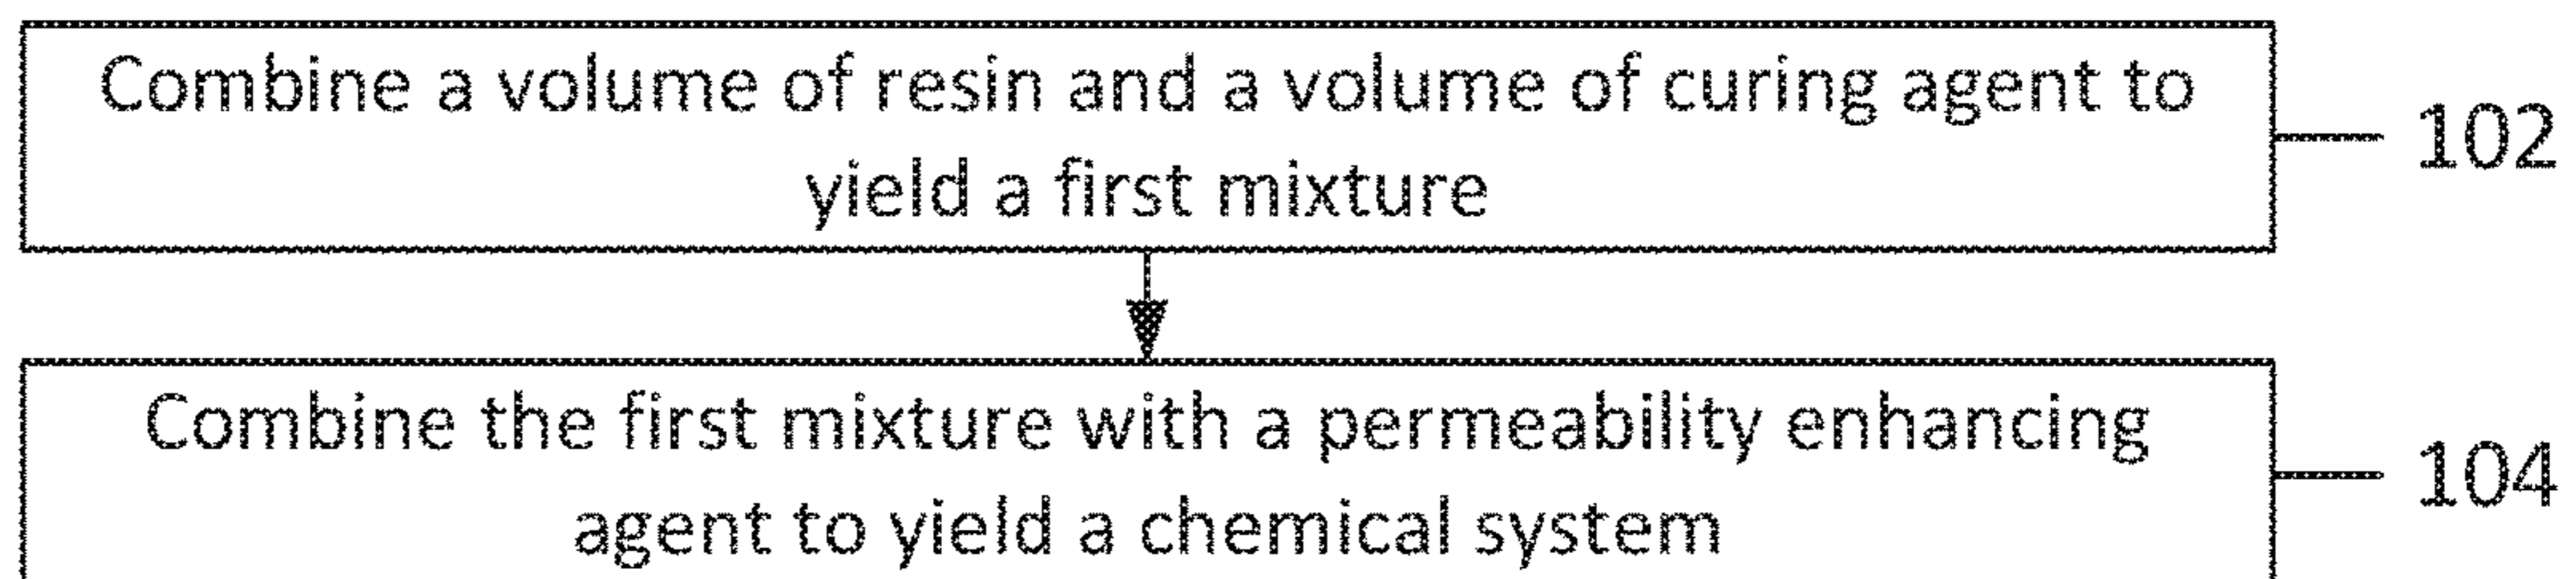 Combine a volume of resin and a volume of curing agent to
yield a first mixture
102
Combine the first mixture with a permeability enhancing
agent to yield a chemical system
104